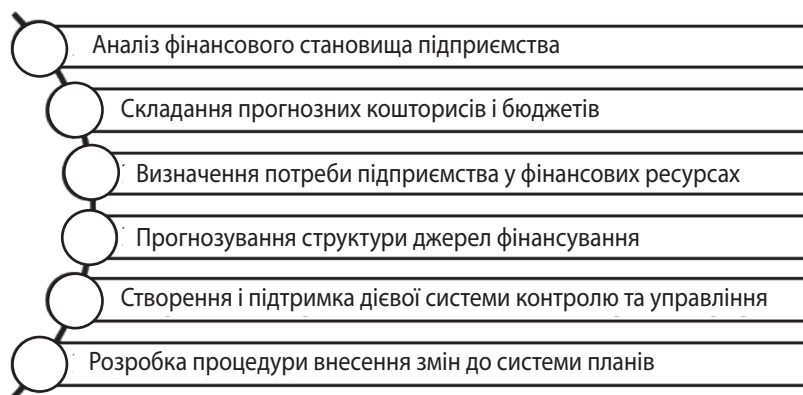 Аналіз фінансового становища підприємства
Складання прогнозних кошторисів і бюджетів
Визначення потреби підприємства у фінансових ресурсах
Прогнозування структури джерел фінансування
Створення і підтримка дієвої системи контролю та управління
Розробка процедури внесення змін до системи планів